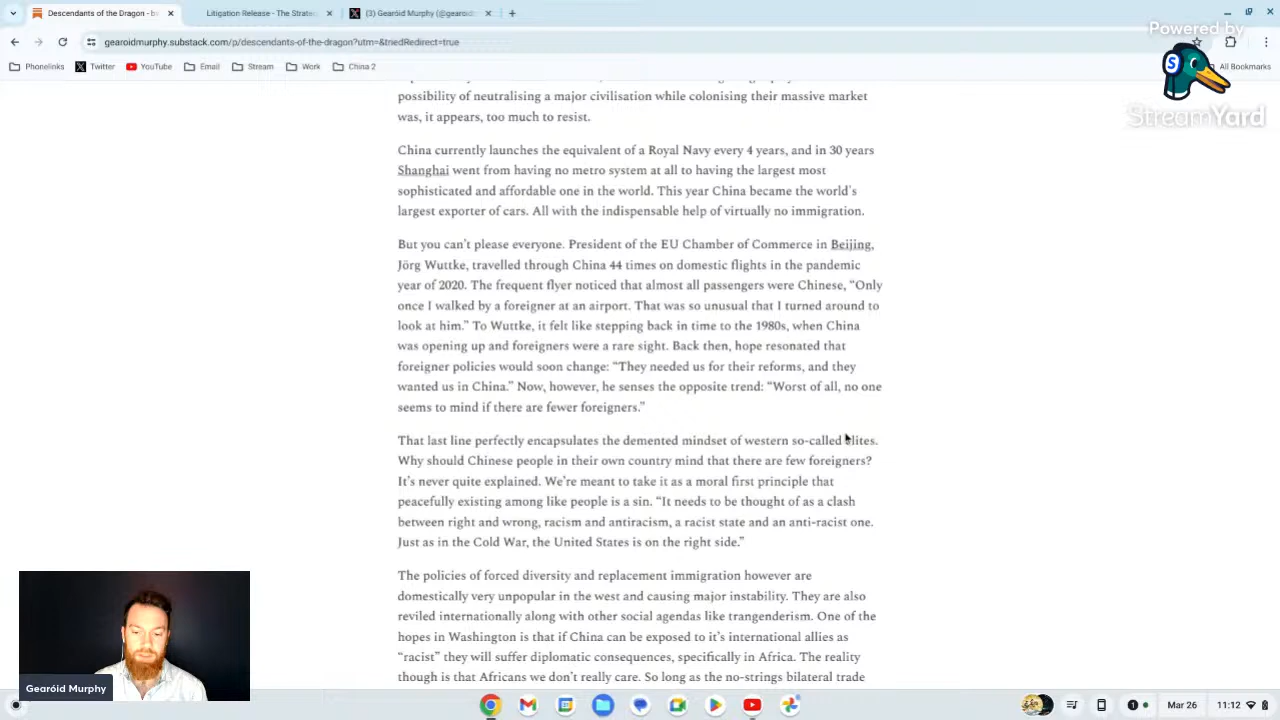 Descendants of the Dragon - b
Litigation Release - The Strate
(3) Gearóid Murphy (@gearoidm
gearoidmurphy.substack.com/p/descendants-of-the-dragon?utm=&triedRedirect=true
Phonelinks
Twitter
YouTube
Email
Stream
Work
China 2
All Bookmarks
Powered by
StreamYard
possibility of neutralising a major civilisation while colonising their massive market
was, it appears, too much to resist.
China currently launches the equivalent of a Royal Navy every 4 years, and in 30 years
Shanghai went from having no metro system at all to having the largest most
sophisticated and affordable one in the world. This year China became the world's
largest exporter of cars. All with the indispensable help of virtually no immigration.
But you can't please everyone. President of the EU Chamber of Commerce in Beijing,
Jörg Wuttke, travelled through China 44 times on domestic flights in the pandemic
year of 2020. The frequent flyer noticed that almost all passengers were Chinese, “Only
once I walked by a foreigner at an airport. That was so unusual that I turned around to
look at him.” To Wuttke, it felt like stepping back in time to the 1980s, when China
was opening up and foreigners were a rare sight. Back then, hope resonated that
foreigner policies would soon change: “They needed us for their reforms, and they
wanted us in China.” Now, however, he senses the opposite trend: “Worst of all, no one
seems to mind if there are fewer foreigners.”
That last line perfectly encapsulates the demented mindset of western so-called elites.
Why should Chinese people in their own country mind that there are few foreigners?
It's never quite explained. We're meant to take it as a moral first principle that
peacefully existing among like people is a sin. “It needs to be thought of as a clash
between right and wrong, racism and antiracism, a racist state and an anti-racist one.
Just as in the Cold War, the United States is on the right side.”
The policies of forced diversity and replacement immigration however are
domestically very unpopular in the west and causing major instability. They are also
reviled internationally along with other social agendas like trangenderism. One of the
hopes in Washington is that if China can be exposed to it's international allies as
“racist” they will suffer diplomatic consequences, specifically in Africa. The reality
though is that Africans we don't really care. So long as the no-strings bilateral trade
Gearóid Murphy
Mar 26
11:12